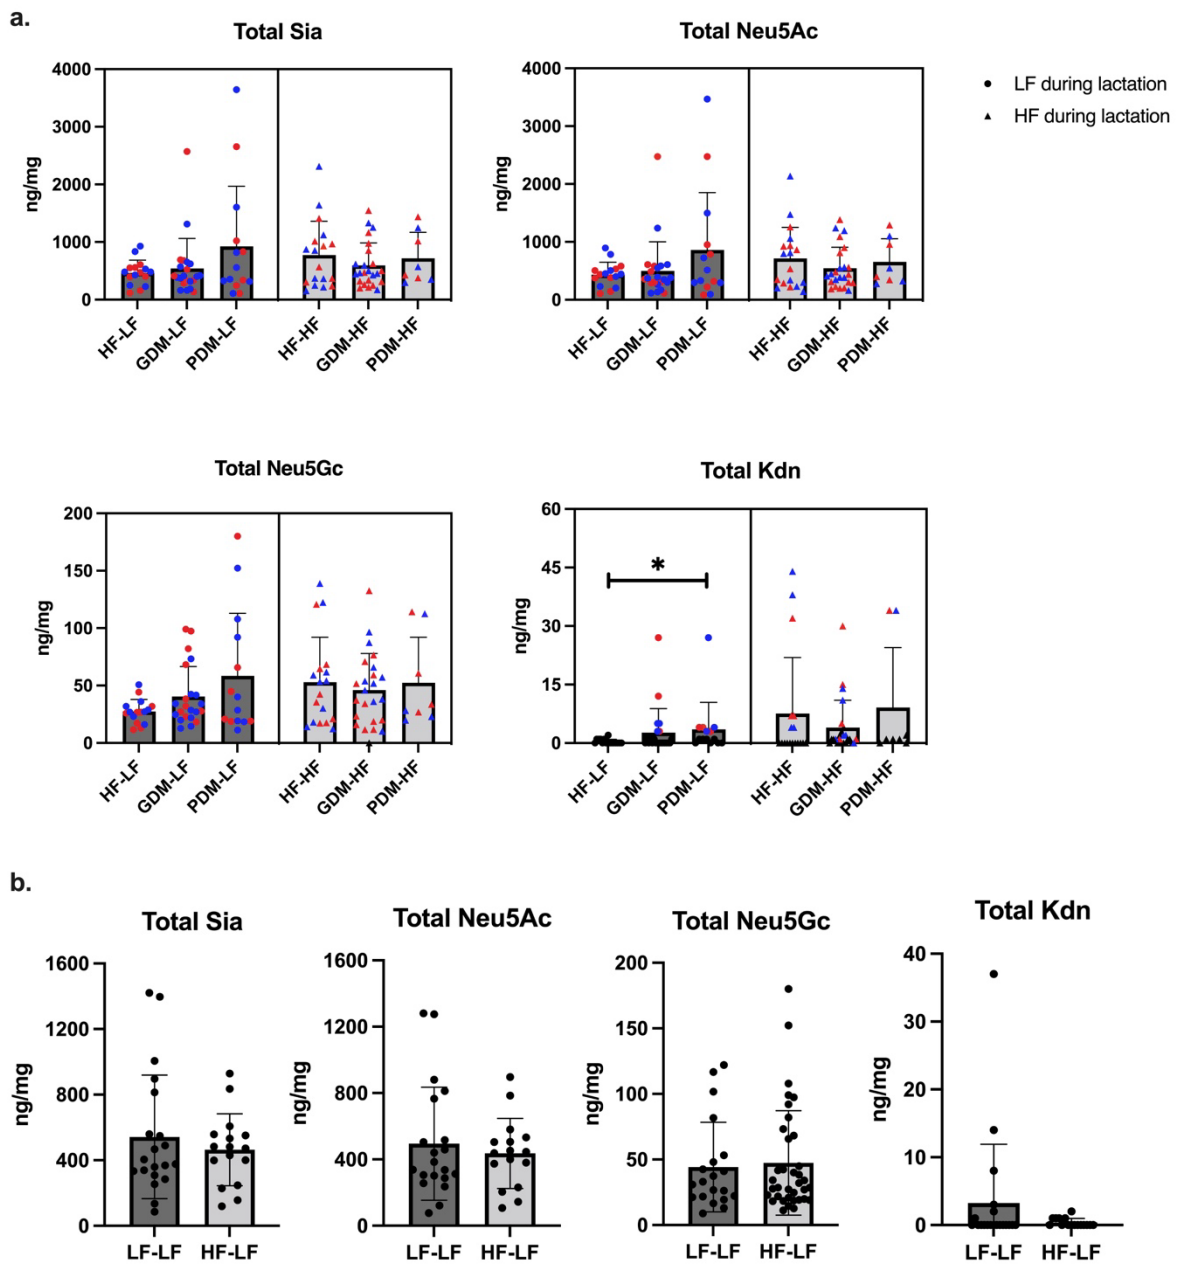 a.
Total Sia
Total Neu5Ac
LF during lactation
HF during lactation
4000
3000
2000
1000
0
ng/mg
HF-LF
GDM-LF
PDM-LF
HF-HF
GDM-HF
PDM-HF
4000
3000
2000
1000
0
ng/mg
HF-LF
GDM-LF
PDM-LF
HF-HF
GDM-HF
PDM-HF
Total Neu5Gc
Total Kdn
200
150
100
50
0
ng/mg
HF-LF
GDM-LF
PDM-LF
HF-HF
GDM-HF
PDM-HF
60
45
30
15
0
ng/mg
*
HF-LF
GDM-LF
PDM-LF
HF-HF
GDM-HF
PDM-HF
b.
Total Sia
1600
1200
800
400
0
ng/mg
LF-LF HF-LF
Total Neu5Ac
1600
1200
800
400
0
ng/mg
LF-LF HF-LF
Total Neu5Gc
200
150
100
50
0
ng/mg
LF-LF HF-LF
Total Kdn
40
30
20
10
0
ng/mg
LF-LF HF-LF